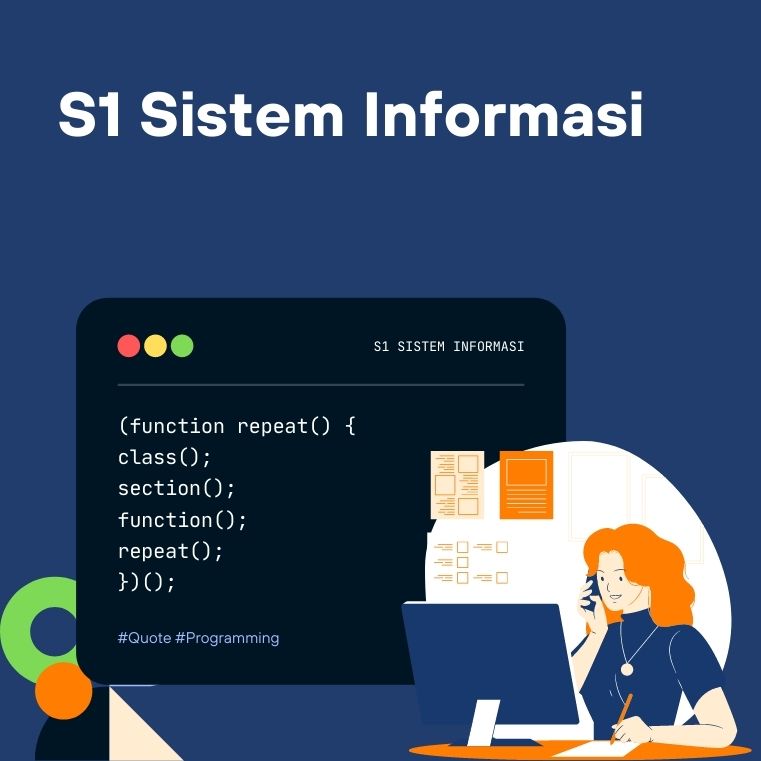 S1 Sistem Informasi
S1 SISTEM INFORMASI
(function repeat() {
class();
section();
function();
repeat();
})();
#Quote #Programming